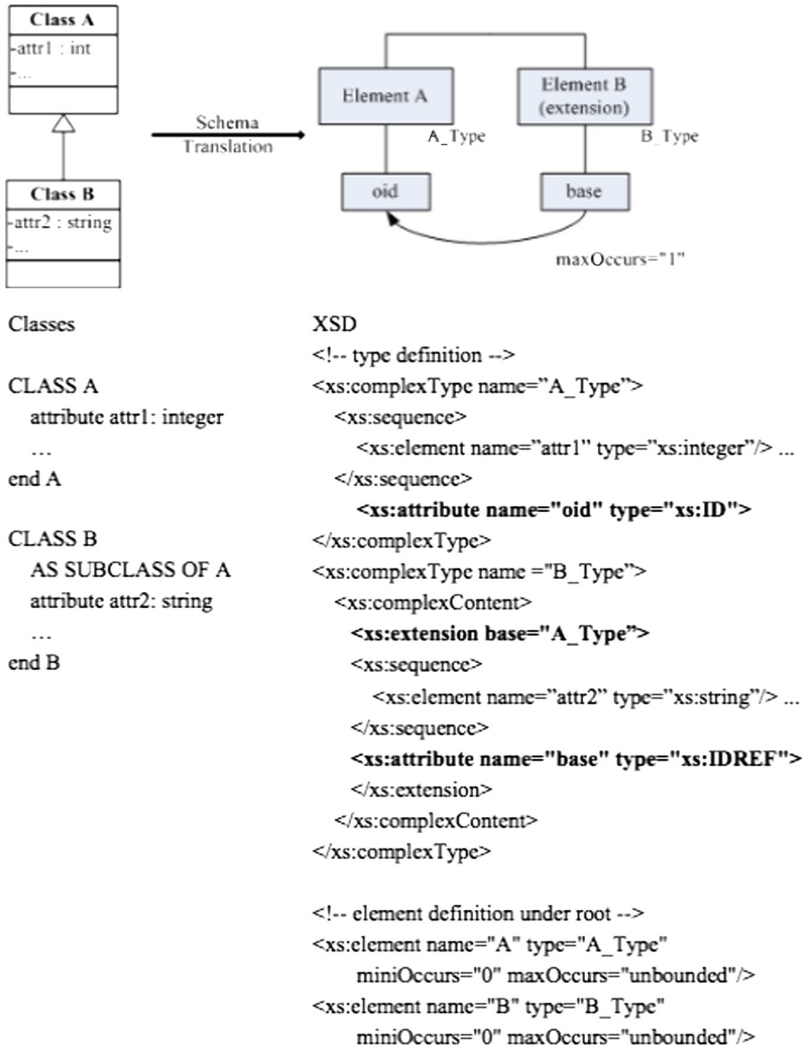 Class A
-attr1 : int
-...
Class B
-attr2 : string
-...
Schema
Translation
Element A
A_Type
oid
Element B
(extension)
B_Type
base
maxOccurs="1"
Classes
CLASS A
attribute attr1: integer
...
end A
CLASS B
AS SUBCLASS OF A
attribute attr2: string
...
end B
XSD
<!-- type definition -->
<xs:complexType name="A_Type">
<xs:sequence>
<xs:element name="attr1" type="xs:integer"/> ...
</xs:sequence>
<xs:attribute name="oid" type="xs:ID">
</xs:complexType>
<xs:complexType name ="B_Type">
<xs:complexContent>
<xs:extension base="A_Type">
<xs:sequence>
<xs:element name="attr2" type="xs:string"/> ...
</xs:sequence>
<xs:attribute name="base" type="xs:IDREF">
</xs:extension>
</xs:complexContent>
</xs:complexType>
<!-- element definition under root -->
<xs:element name="A" type="A_Type"
miniOccurs="0" maxOccurs="unbounded"/>
<xs:element name="B" type="B_Type"
miniOccurs="0" maxOccurs="unbounded"/>